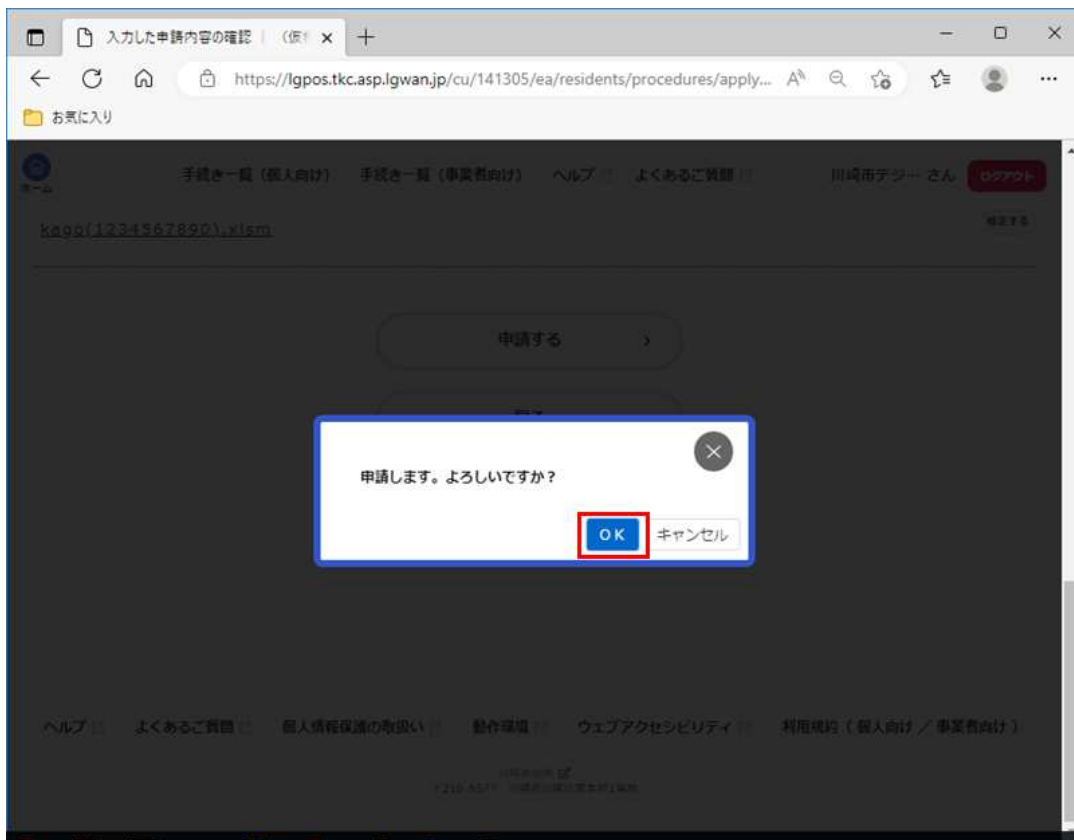 入力した申請内容の確認 | (仮
https://lgpos.tkc.asp.lgwan.jp/cu/141305/ea/residents/procedures/apply...
お気に入り
ホーム
手続き一覧（個人向け） 手続き一覧（事業者向け） ヘルプ よくあるご質問 川崎市テジー さん ログアウト
kago(1234567890).xlsm 修正する
申請する
戻る
申請します。よろしいですか？
OK キャンセル
ヘルプ よくあるご質問 個人情報保護の取扱い 動作環境 ウェブアクセシビリティ 利用規約（ 個人向け ／ 事業者向け ）